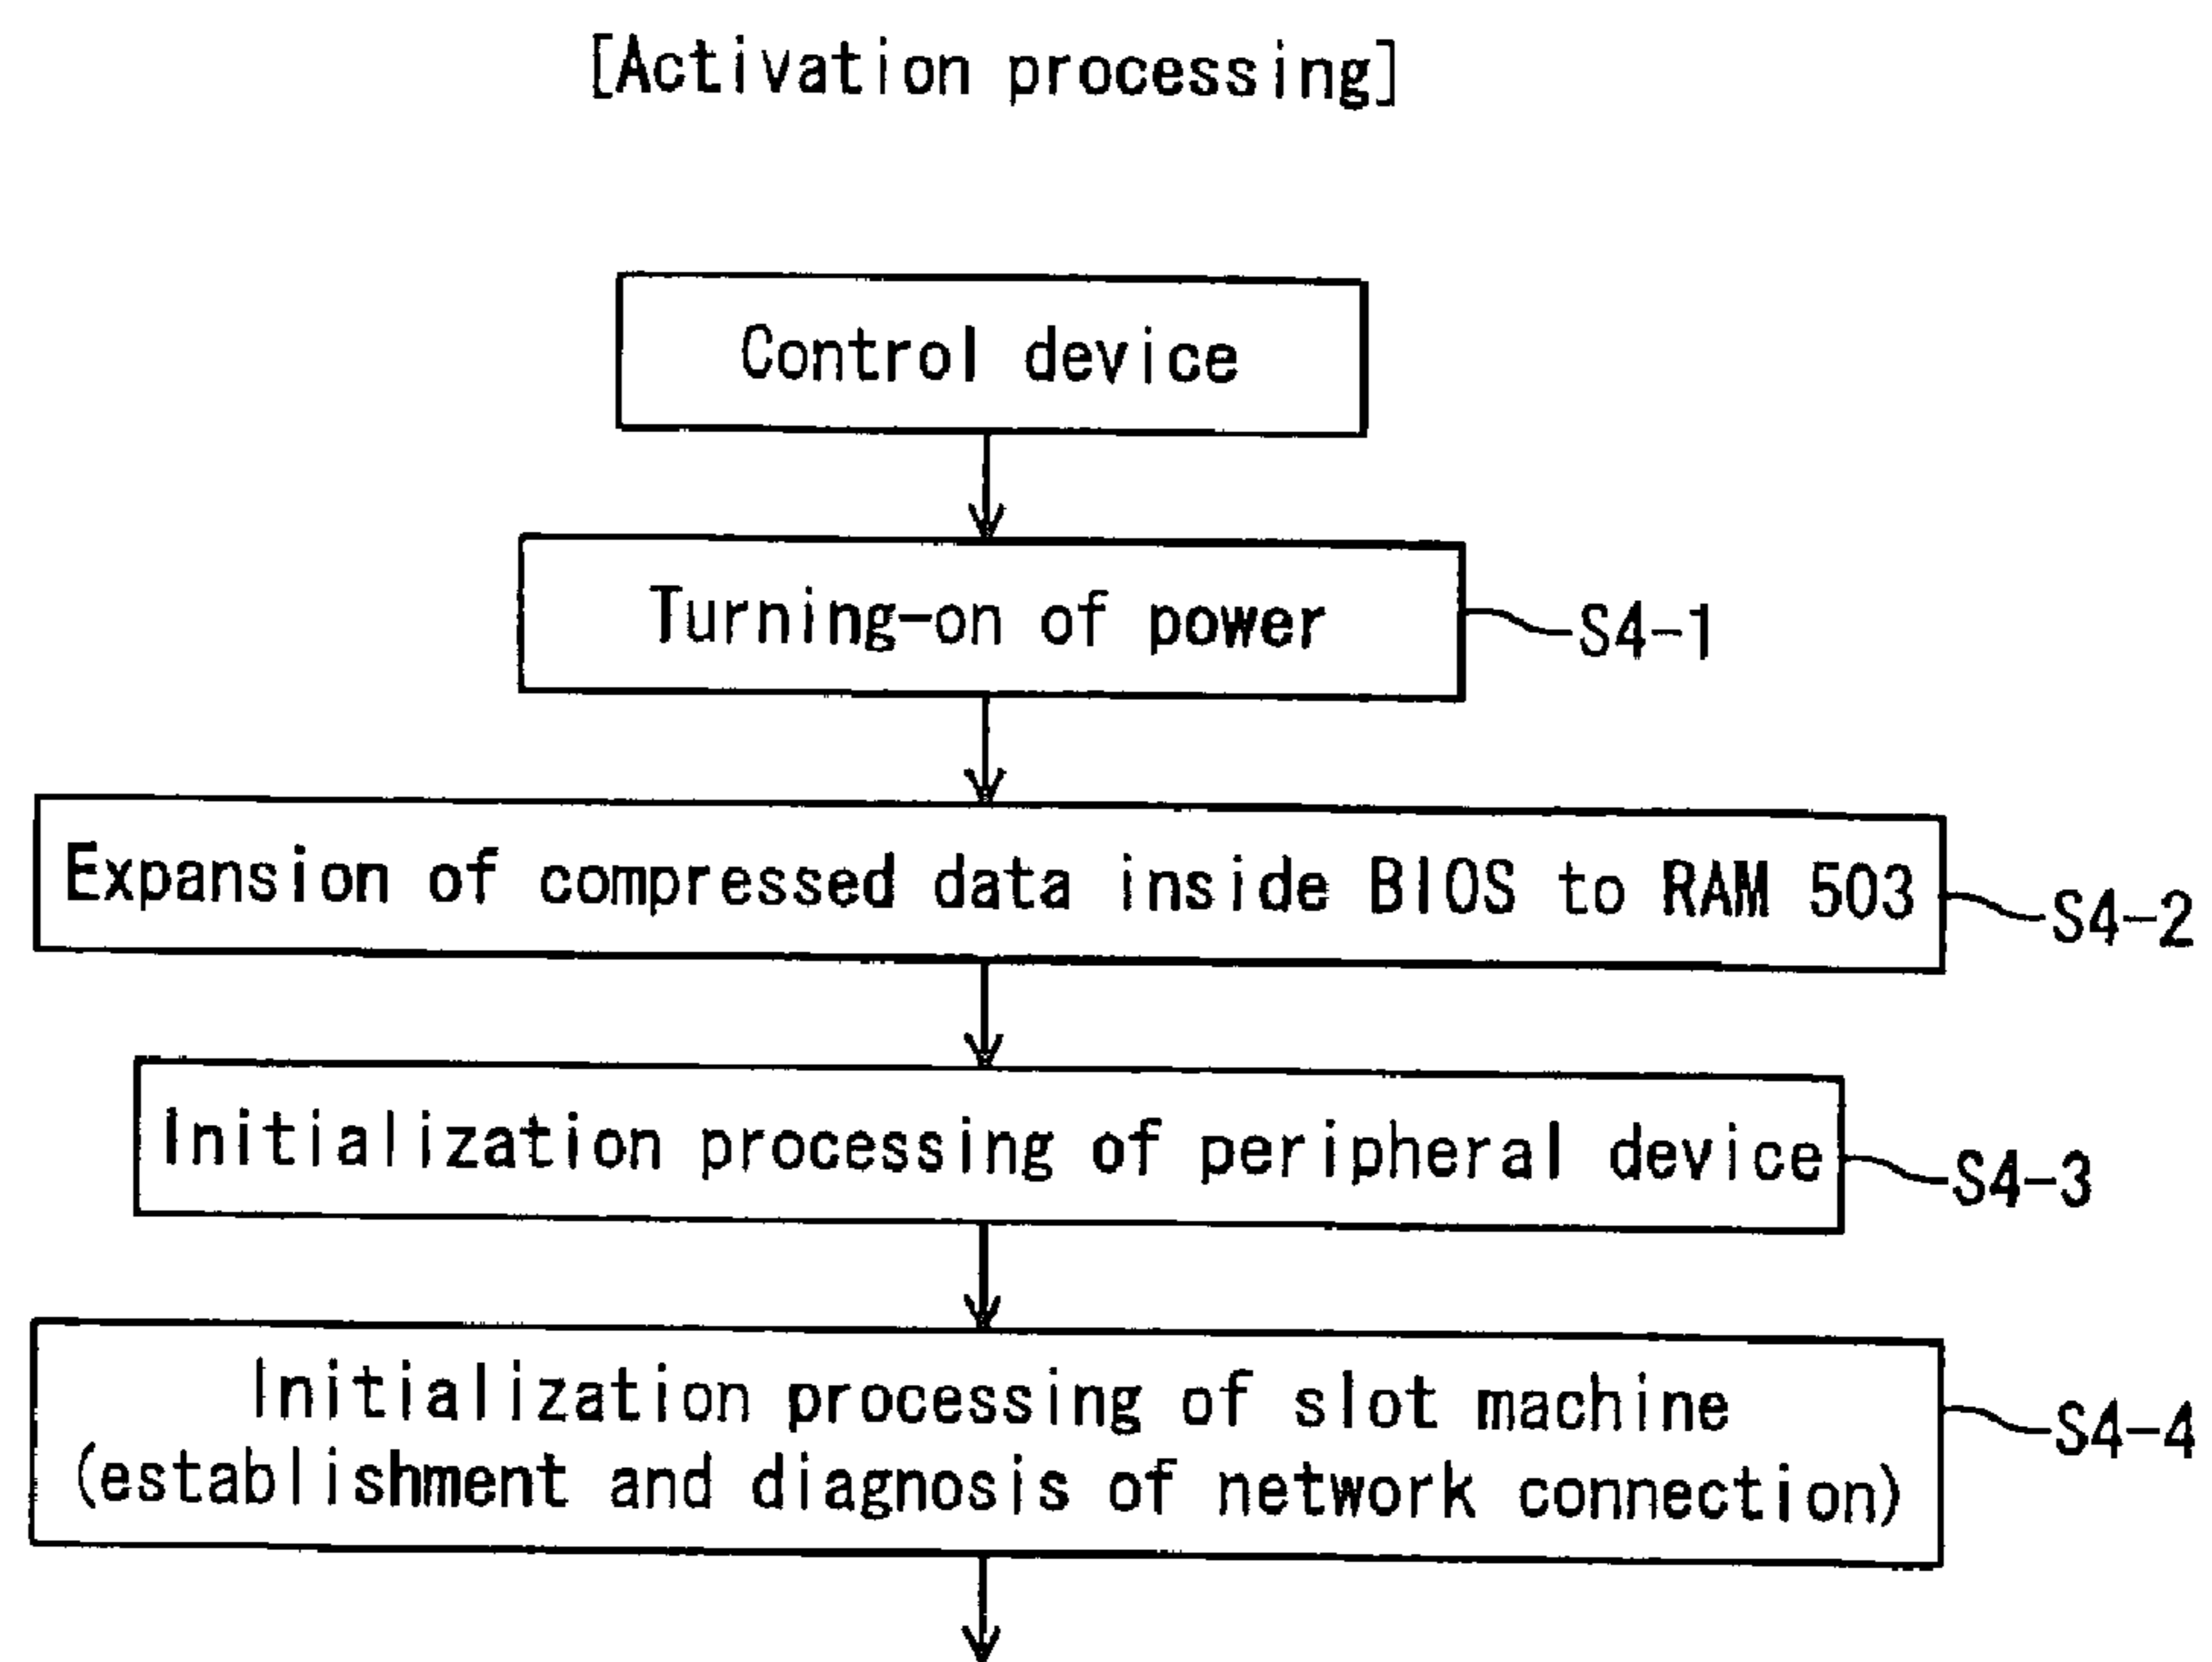 [Activation processing]
Control device
Turning-on of power
S4-1
Expansion of compressed data inside BIOS to RAM 503
S4-2
Initialization processing of peripheral device
S4-3
Initialization processing of slot machine
(establishment and diagnosis of network connection)
S4-4